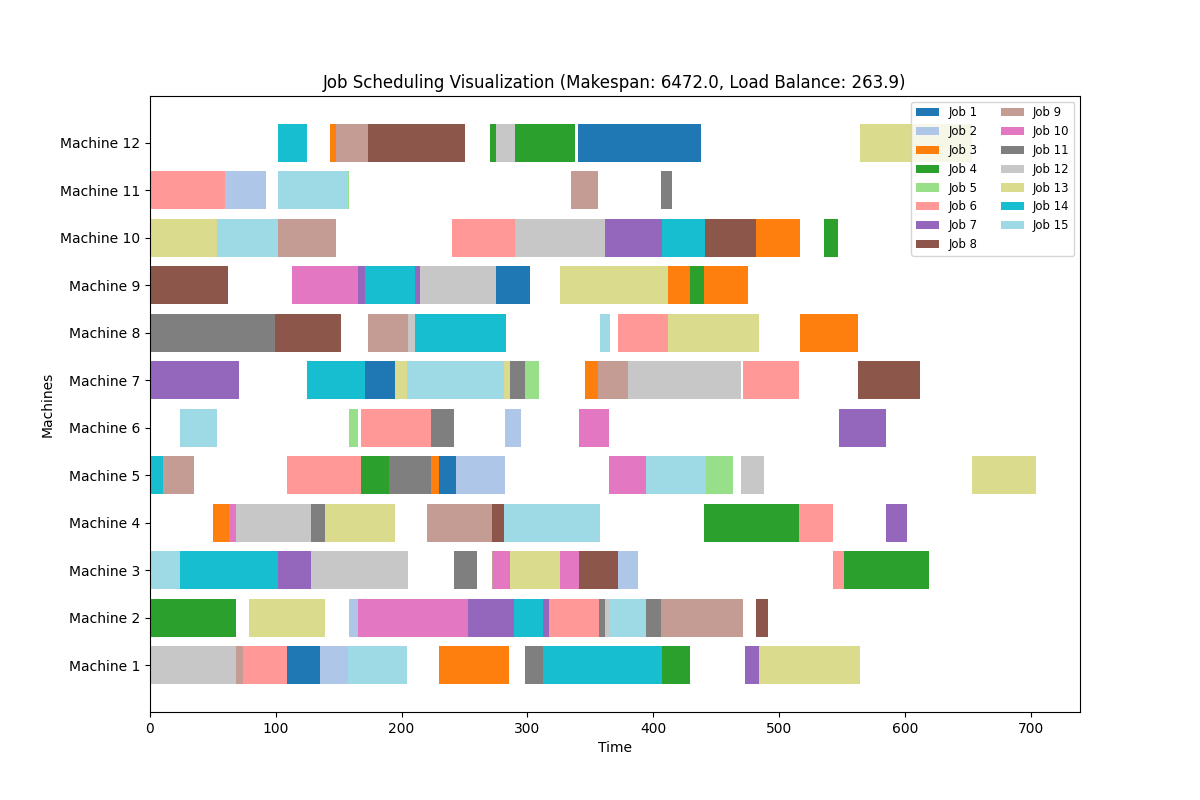 Job Scheduling Visualization (Makespan: 6472.0, Load Balance: 263.9)
Job 1
Job 2
Job 3
Job 4
Job 5
Job 6
Job 7
Job 8
Job 9
Job 10
Job 11
Job 12
Job 13
Job 14
Job 15
Machines
Machine 12
Machine 11
Machine 10
Machine 9
Machine 8
Machine 7
Machine 6
Machine 5
Machine 4
Machine 3
Machine 2
Machine 1
0 100 200 300 400 500 600 700
Time